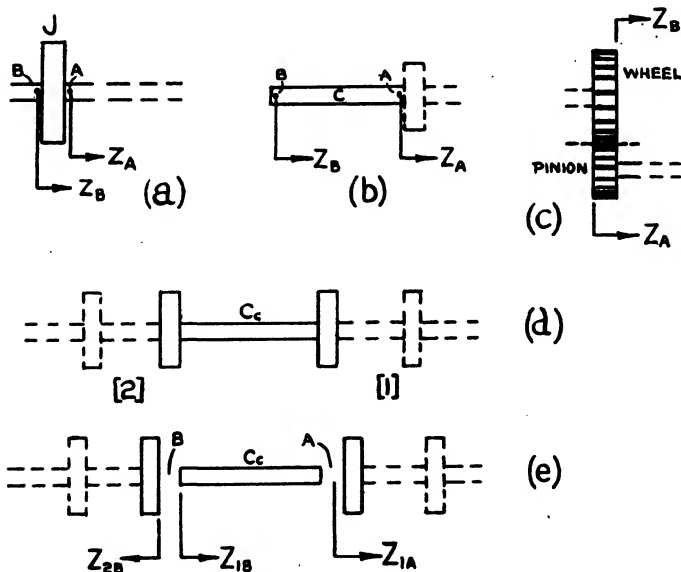 J
B A
Z_A
Z_B
(a)
B A
C
Z_B Z_A
(b)
Z_B
WHEEL
PINION
Z_A
(c)
C_c
[2] [1]
(d)
B A
C_c
Z_2B Z_1B Z_1A
(e)